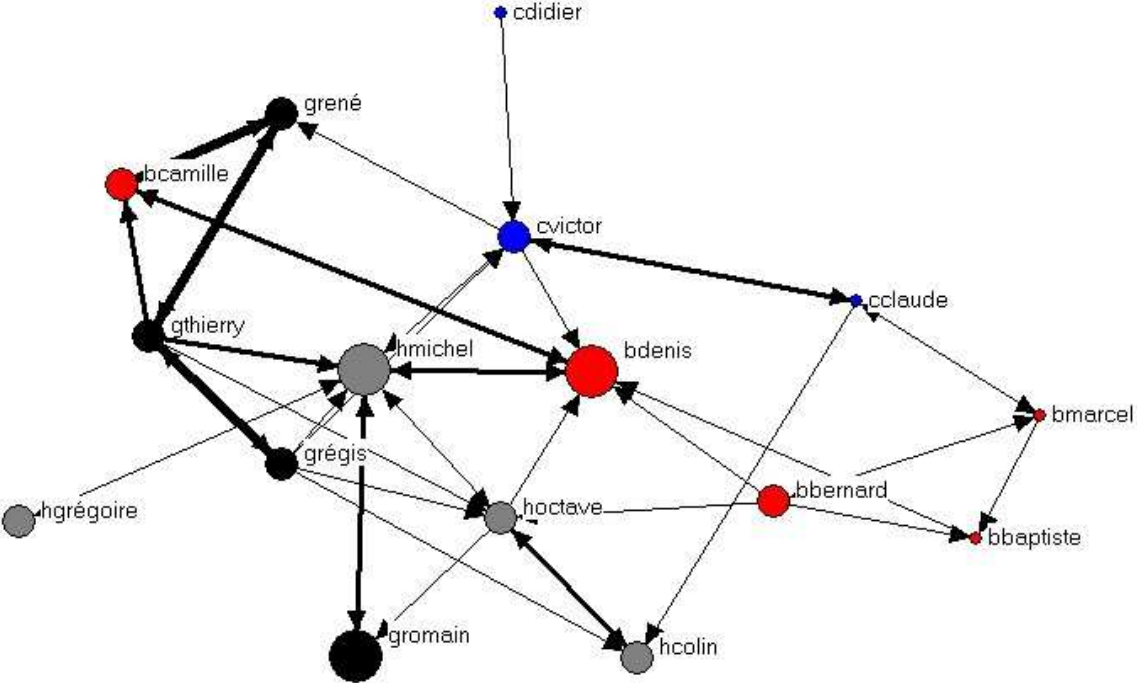 cdidier
grené
bcamille
cvictor
cclaude
gthierry
hmichel
bdenis
bmarcel
grégis
bbernard
hgrégoire
hoctave
bbaptiste
gromain
hcolin